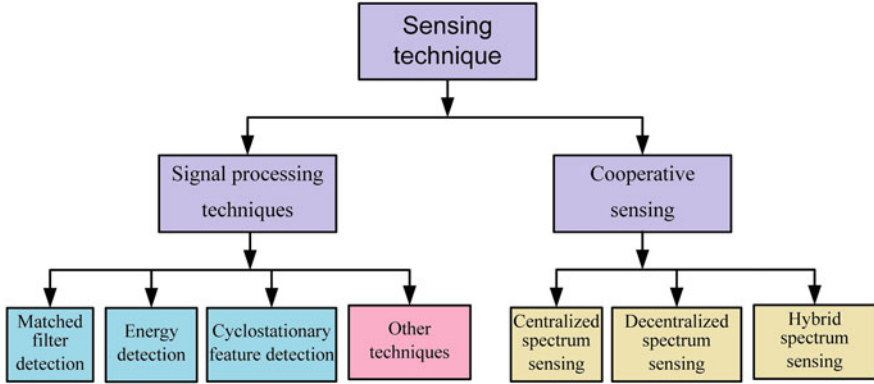 Sensing
technique
Signal processing
techniques
Cooperative
sensing
Matched
filter
detection
Energy
detection
Cyclostationary
feature detection
Other
techniques
Centralized
spectrum
sensing
Decentralized
spectrum
sensing
Hybrid
spectrum
sensing